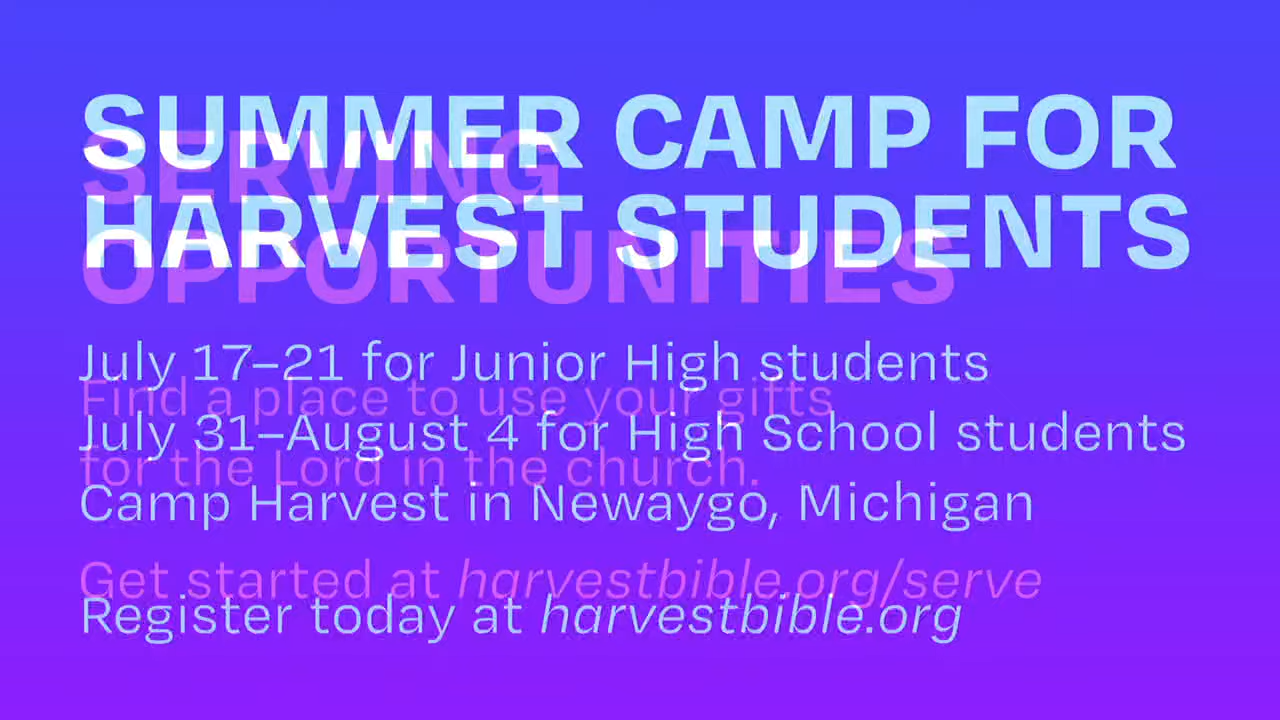 SUMMER CAMP FOR
HARVEST STUDENTS
July 17–21 for Junior High students
July 31–August 4 for High School students
Camp Harvest in Newaygo, Michigan
Register today at harvestbible.org
SERVING
OPPORTUNITIES
Find a place to use your gifts
for the Lord in the church.
Get started at harvestbible.org/serve